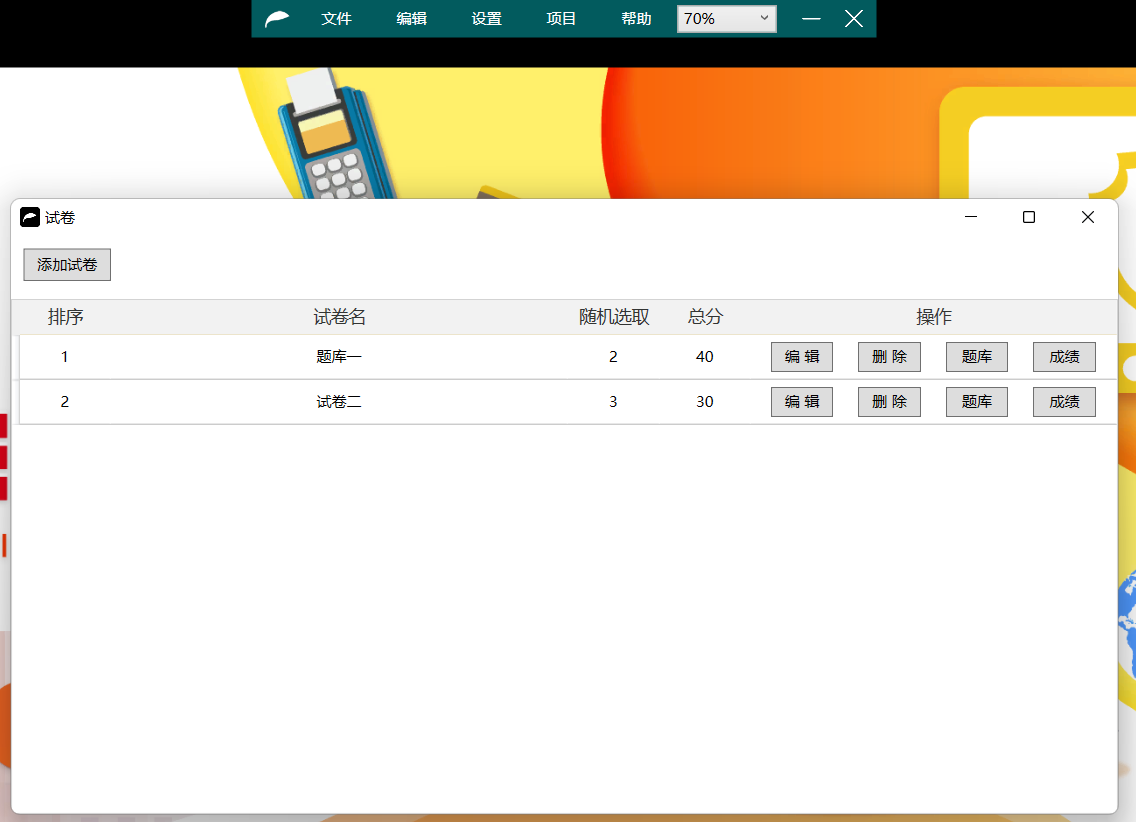 文件 编辑 设置 项目 帮助 70%
试卷
添加试卷
排序 试卷名 随机选取 总分 操作
1 题库一 2 40 编 辑 删 除 题库 成绩
2 试卷二 3 30 编 辑 删 除 题库 成绩